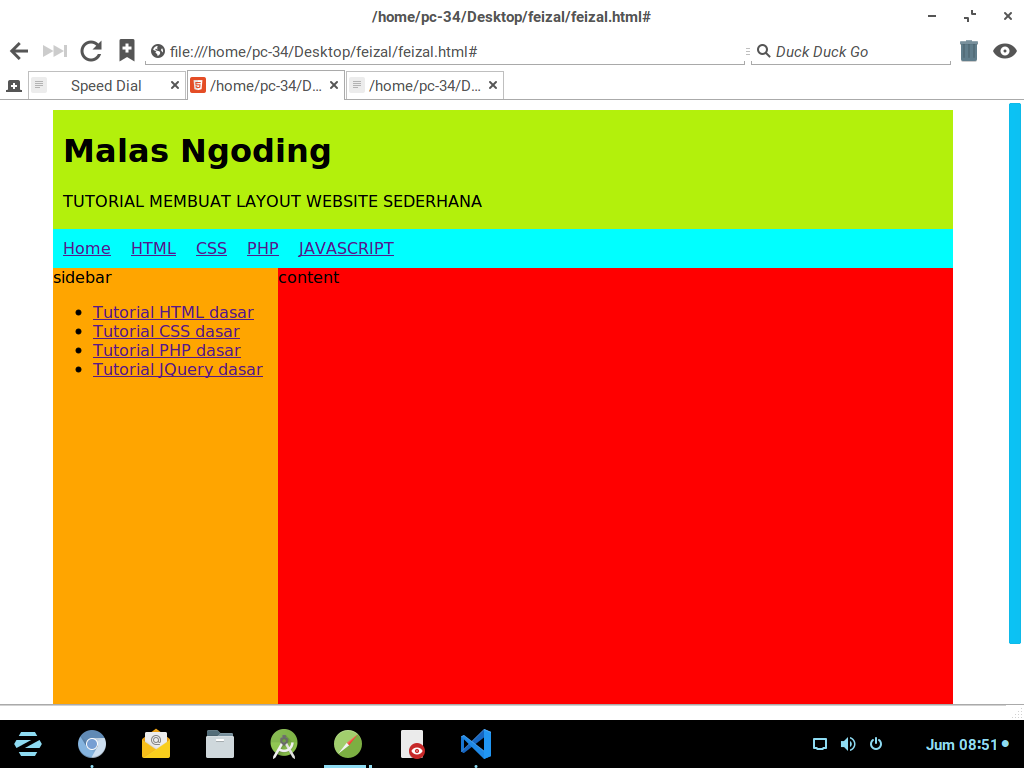 /home/pc-34/Desktop/feizal/feizal.html#
file:///home/pc-34/Desktop/feizal/feizal.html#
Duck Duck Go
Speed Dial
/home/pc-34/D...
/home/pc-34/D...
Malas Ngoding
TUTORIAL MEMBUAT LAYOUT WEBSITE SEDERHANA
Home HTML CSS PHP JAVASCRIPT
sidebar
Tutorial HTML dasar
Tutorial CSS dasar
Tutorial PHP dasar
Tutorial JQuery dasar
content
Jum 08:51